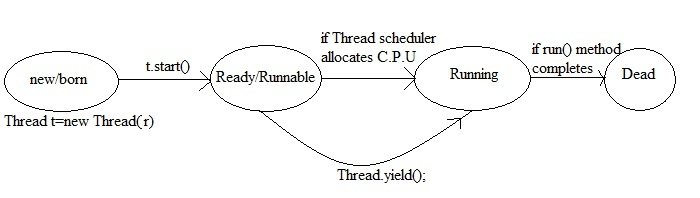 new/born
Thread t=new Thread(r)
t.start()
Ready/Runnable
if Thread scheduler
allocates C.P.U
Running
if run() method
completes
Dead
Thread.yield();